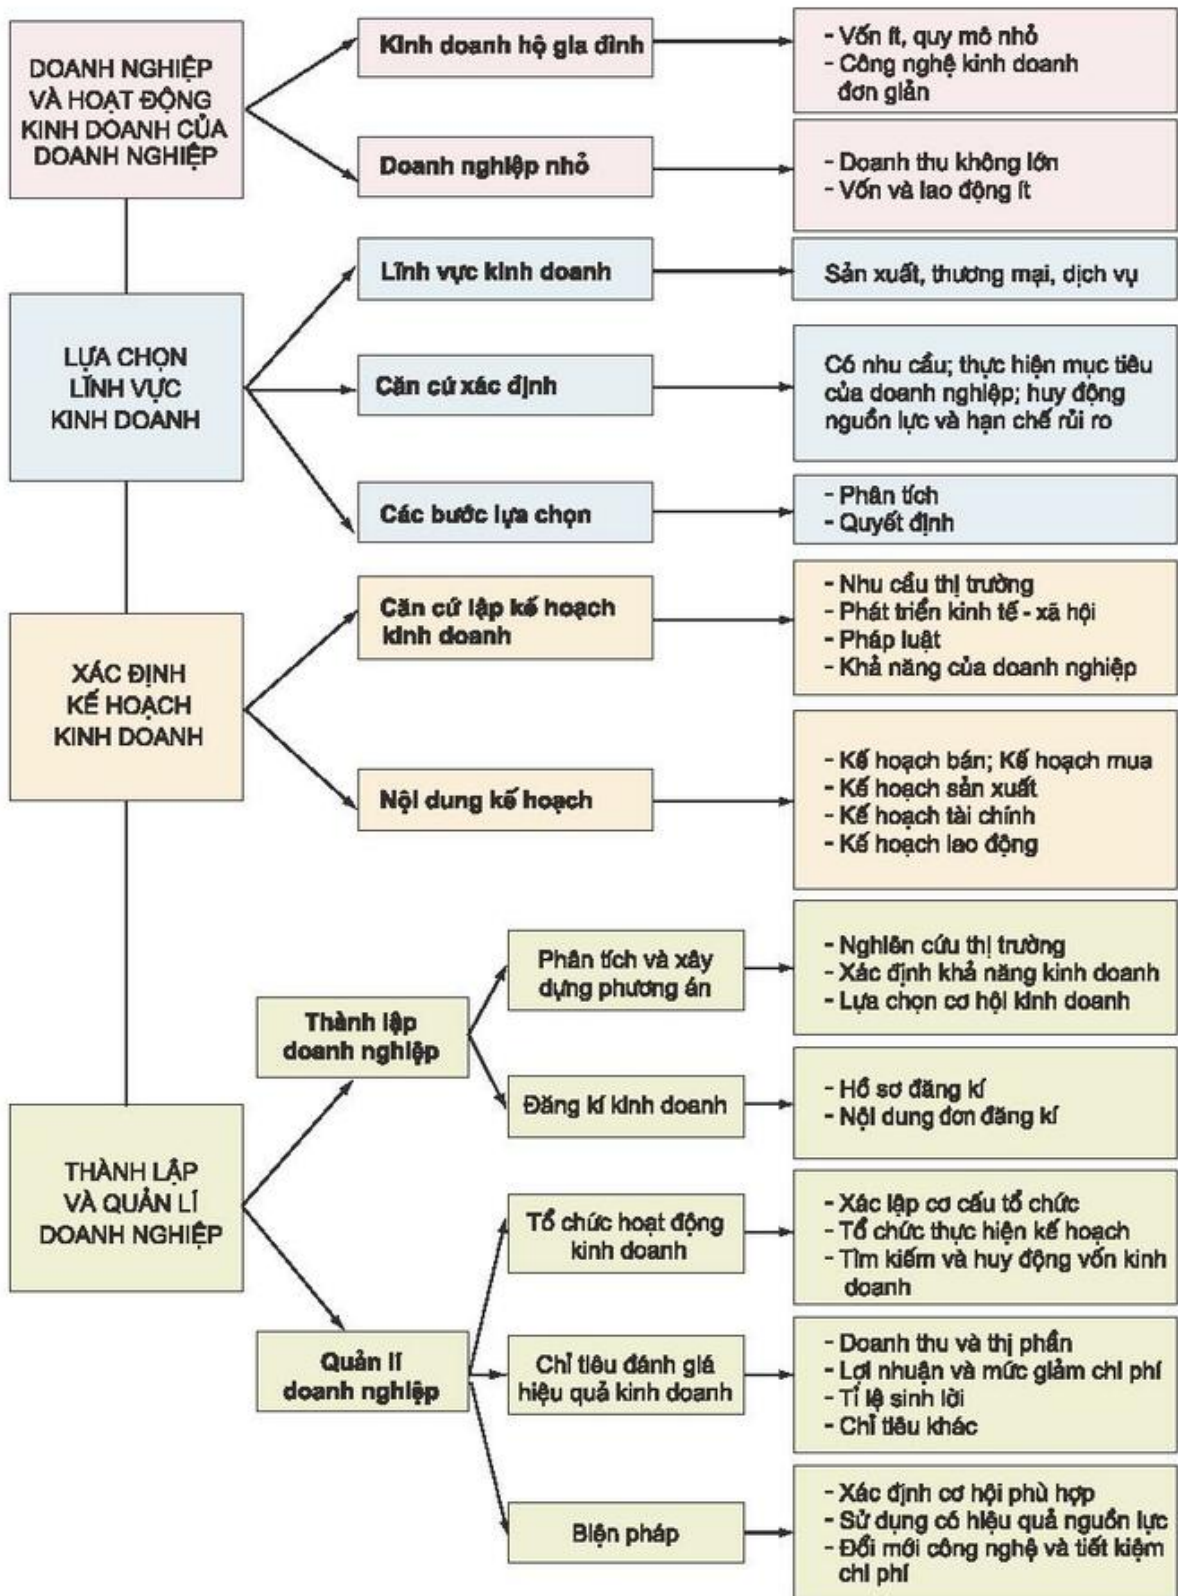 DOANH NGHIỆP
VÀ HOẠT ĐỘNG
KINH DOANH CỦA
DOANH NGHIỆP
Kinh doanh hộ gia đình
- Vốn ít, quy mô nhỏ
- Công nghệ kinh doanh
đơn giản
Doanh nghiệp nhỏ
- Doanh thu không lớn
- Vốn và lao động ít
LỰA CHỌN
LĨNH VỰC
KINH DOANH
Lĩnh vực kinh doanh
Sản xuất, thương mại, dịch vụ
Căn cứ xác định
Có nhu cầu; thực hiện mục tiêu
của doanh nghiệp; huy động
nguồn lực và hạn chế rủi ro
Các bước lựa chọn
- Phân tích
- Quyết định
XÁC ĐỊNH
KẾ HOẠCH
KINH DOANH
Căn cứ lập kế hoạch
kinh doanh
- Nhu cầu thị trường
- Phát triển kinh tế - xã hội
- Pháp luật
- Khả năng của doanh nghiệp
Nội dung kế hoạch
- Kế hoạch bán; Kế hoạch mua
- Kế hoạch sản xuất
- Kế hoạch tài chính
- Kế hoạch lao động
THÀNH LẬP
VÀ QUẢN LÍ
DOANH NGHIỆP
Thành lập
doanh nghiệp
Phân tích và xây
dựng phương án
- Nghiên cứu thị trường
- Xác định khả năng kinh doanh
- Lựa chọn cơ hội kinh doanh
Đăng kí kinh doanh
- Hồ sơ đăng kí
- Nội dung đơn đăng kí
Quản lí
doanh nghiệp
Tổ chức hoạt động
kinh doanh
- Xác lập cơ cấu tổ chức
- Tổ chức thực hiện kế hoạch
- Tìm kiếm và huy động vốn kinh
doanh
Chỉ tiêu đánh giá
hiệu quả kinh doanh
- Doanh thu và thị phần
- Lợi nhuận và mức giảm chi phí
- Tỉ lệ sinh lời
- Chỉ tiêu khác
Biện pháp
- Xác định cơ hội phù hợp
- Sử dụng có hiệu quả nguồn lực
- Đổi mới công nghệ và tiết kiệm
chi phí